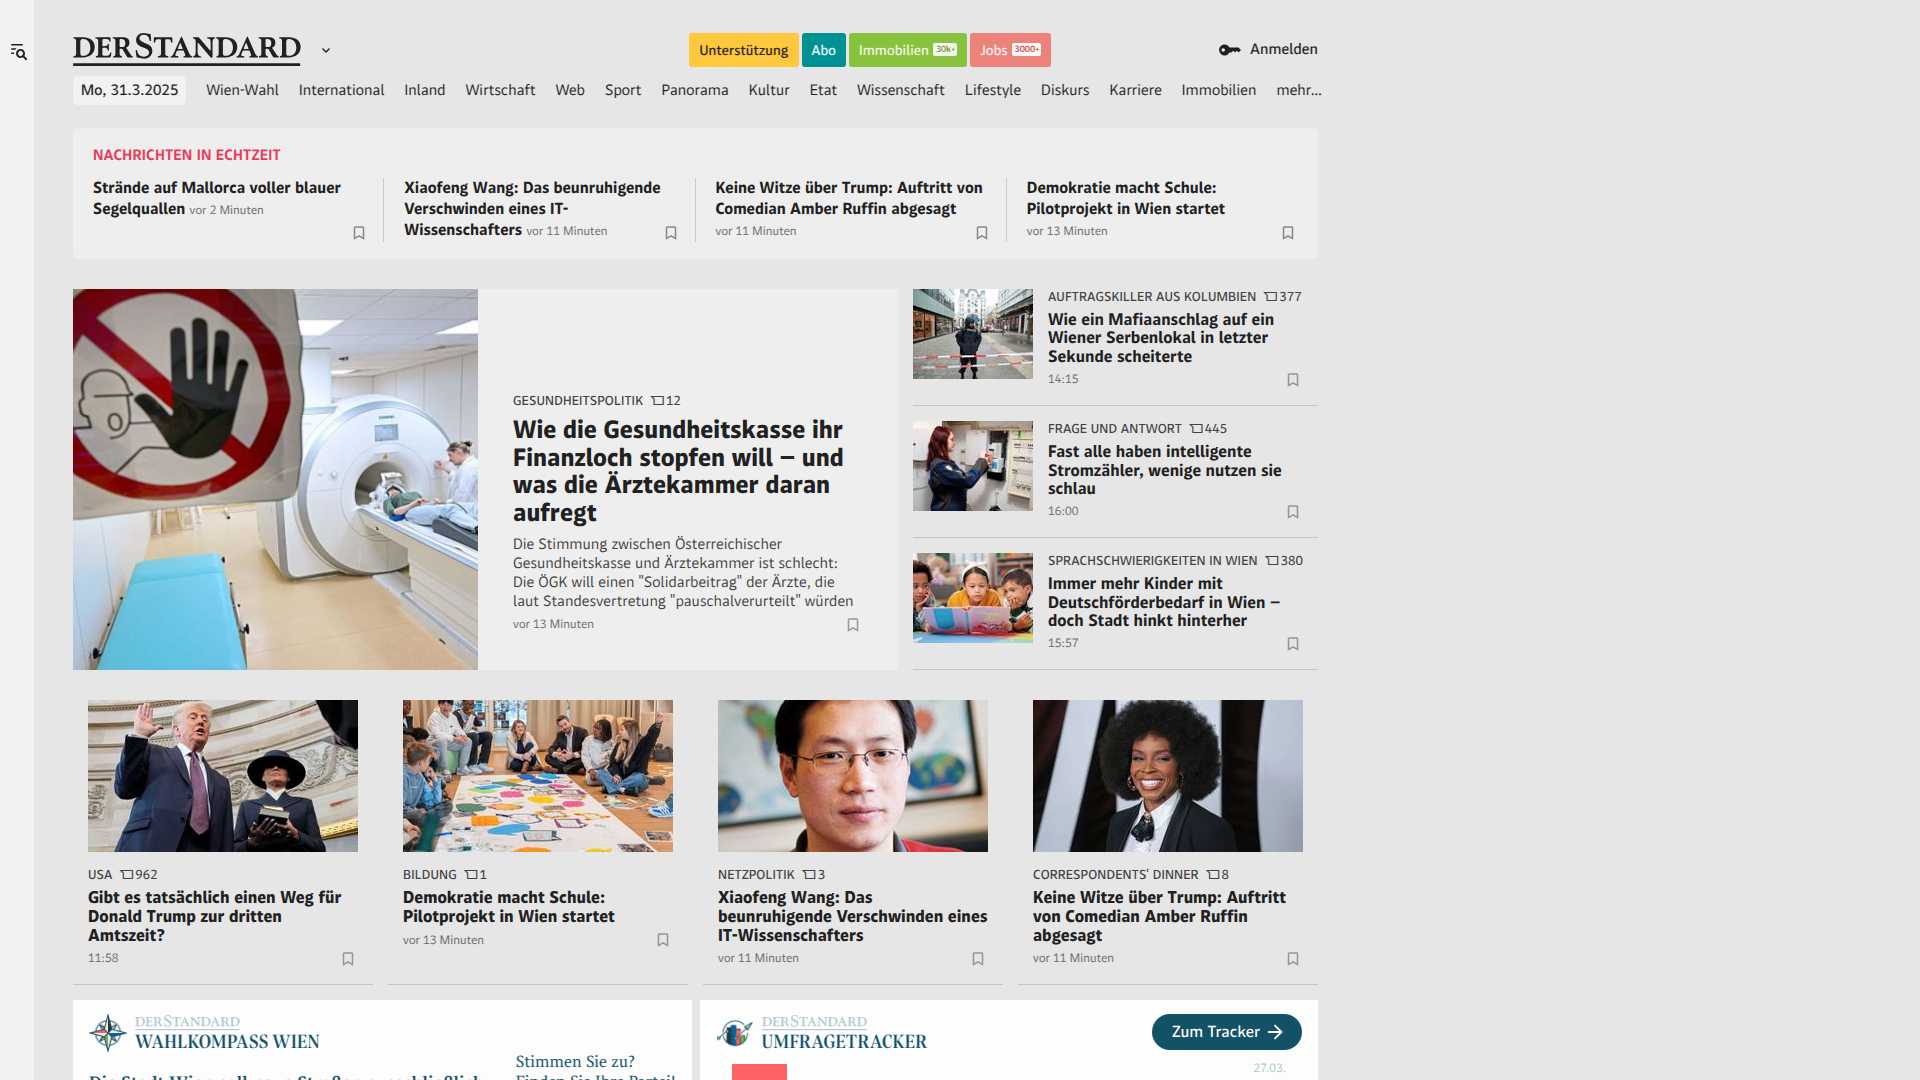 DERSTANDARD
Unterstützung
Abo
Immobilien 30k+
Jobs 3000+
Anmelden
Mo, 31.3.2025
Wien-Wahl
International
Inland
Wirtschaft
Web
Sport
Panorama
Kultur
Etat
Wissenschaft
Lifestyle
Diskurs
Karriere
Immobilien
mehr...
NACHRICHTEN IN ECHTZEIT
Strände auf Mallorca voller blauer
Segelquallen vor 2 Minuten
Xiaofeng Wang: Das beunruhigende
Verschwinden eines IT-
Wissenschafters vor 11 Minuten
Keine Witze über Trump: Auftritt von
Comedian Amber Ruffin abgesagt
vor 11 Minuten
Demokratie macht Schule:
Pilotprojekt in Wien startet
vor 13 Minuten
GESUNDHEITSPOLITIK 12
Wie die Gesundheitskasse ihr
Finanzloch stopfen will – und
was die Ärztekammer daran
aufregt
Die Stimmung zwischen Österreichischer
Gesundheitskasse und Ärztekammer ist schlecht:
Die ÖGK will einen "Solidarbeitrag" der Ärzte, die
laut Standesvertretung "pauschalverurteilt" würden
vor 13 Minuten
AUFTRAGSKILLER AUS KOLUMBIEN 377
Wie ein Mafiaanschlag auf ein
Wiener Serbenlokal in letzter
Sekunde scheiterte
14:15
FRAGE UND ANTWORT 445
Fast alle haben intelligente
Stromzähler, wenige nutzen sie
schlau
16:00
SPRACHSCHWIERIGKEITEN IN WIEN 380
Immer mehr Kinder mit
Deutschförderbedarf in Wien –
doch Stadt hinkt hinterher
15:57
USA 962
Gibt es tatsächlich einen Weg für
Donald Trump zur dritten
Amtszeit?
11:58
BILDUNG 1
Demokratie macht Schule:
Pilotprojekt in Wien startet
vor 13 Minuten
NETZPOLITIK 3
Xiaofeng Wang: Das
beunruhigende Verschwinden eines
IT-Wissenschafters
vor 11 Minuten
CORRESPONDENTS' DINNER 8
Keine Witze über Trump: Auftritt
von Comedian Amber Ruffin
abgesagt
vor 11 Minuten
DERSTANDARD
WAHLKOMPASS WIEN
Stimmen Sie zu?
Finden Sie Ihre Partei!
DERSTANDARD
UMFRAGETRACKER
Zum Tracker
27.03.